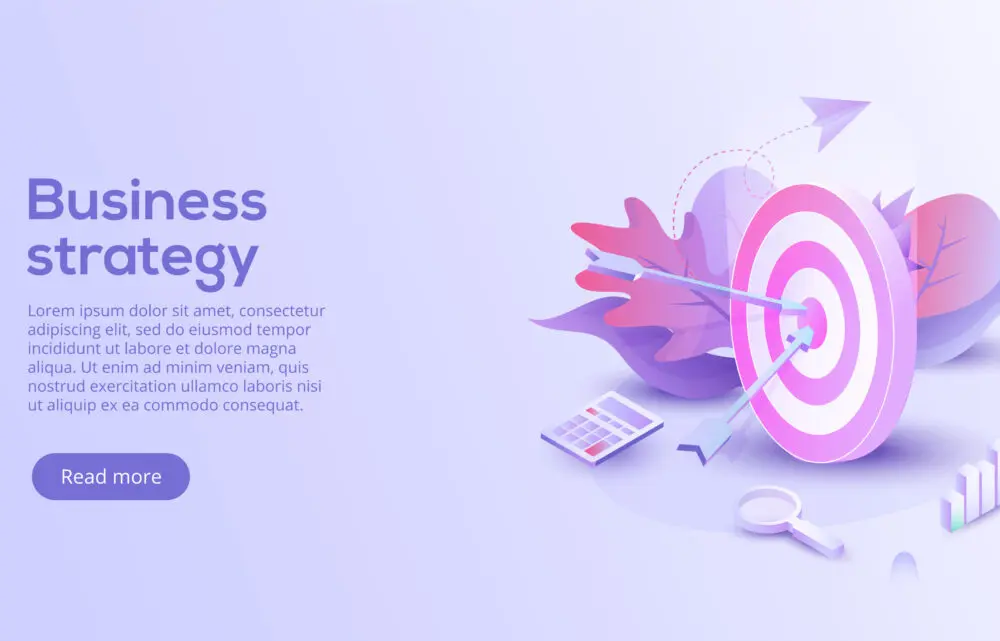 Business
strategy
Lorem ipsum dolor sit amet, consectetur
adipiscing elit, sed do eiusmod tempor
incididunt ut labore et dolore magna
aliqua. Ut enim ad minim veniam, quis
nostrud exercitation ullamco laboris nisi
ut aliquip ex ea commodo consequat.
Read more